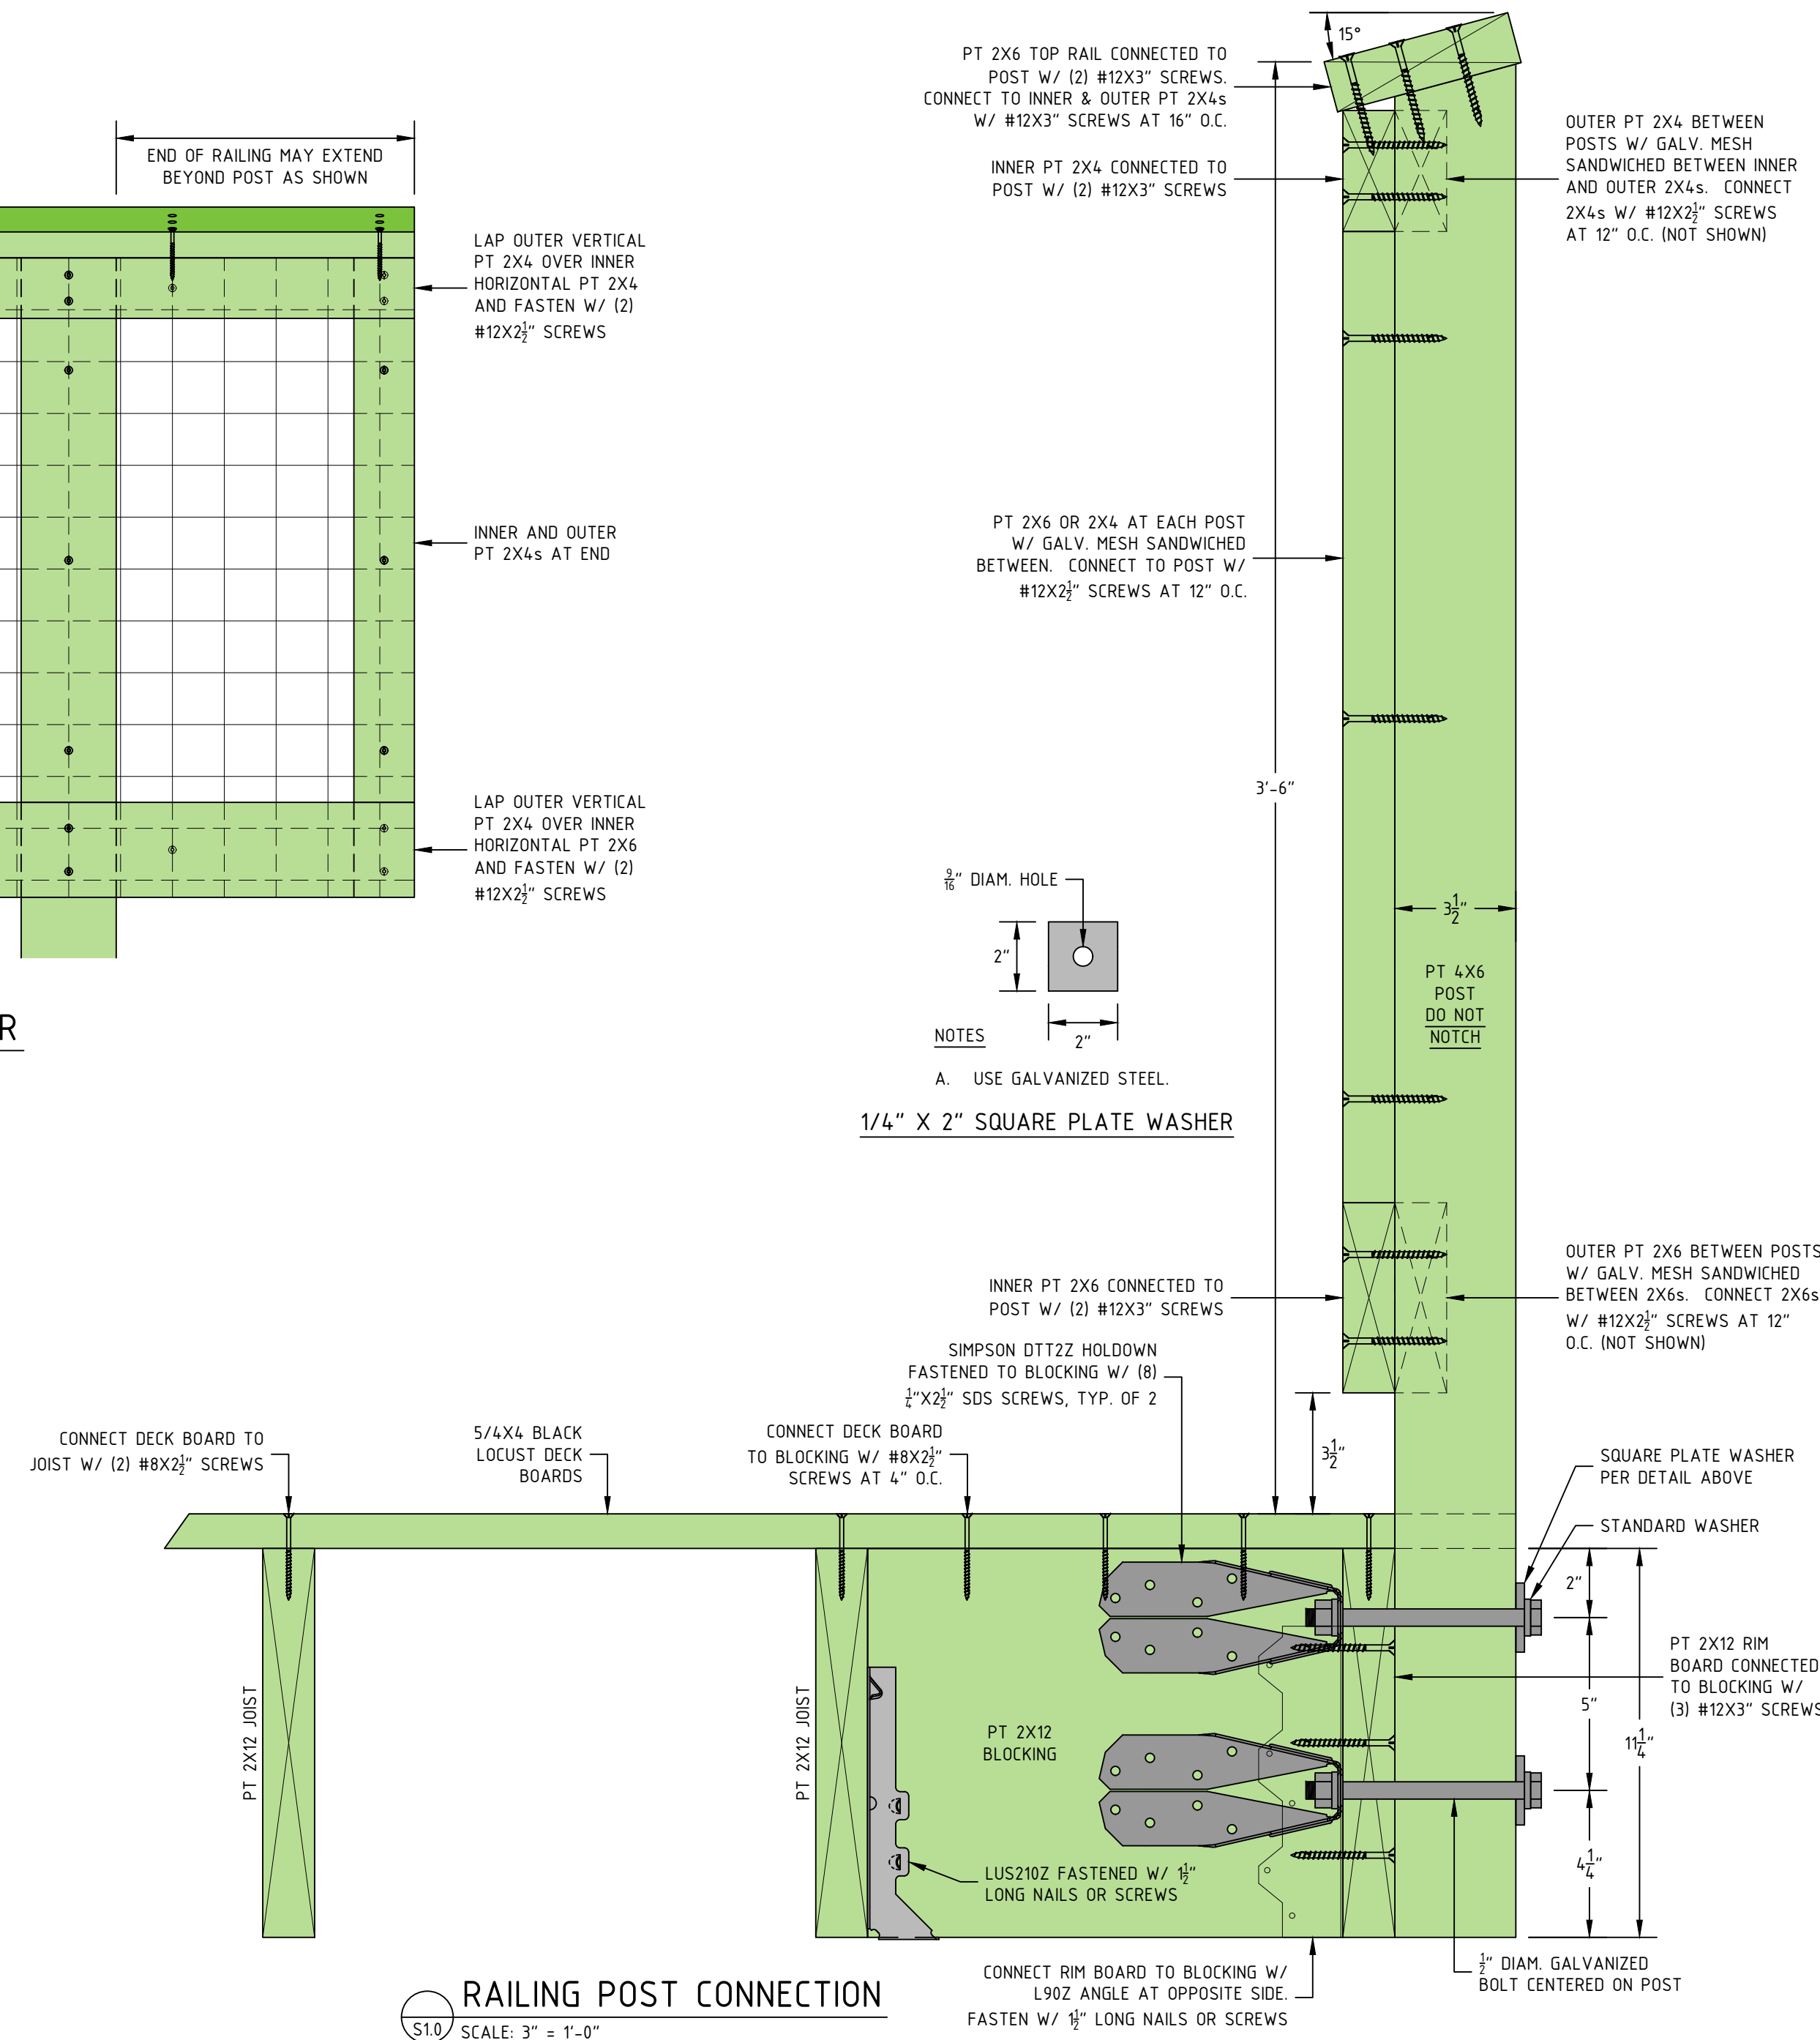 END OF RAILING MAY EXTEND
BEYOND POST AS SHOWN
LAP OUTER VERTICAL
PT 2X4 OVER INNER
HORIZONTAL PT 2X4
AND FASTEN W/ (2)
#12X2½" SCREWS
INNER AND OUTER
PT 2X4s AT END
LAP OUTER VERTICAL
PT 2X4 OVER INNER
HORIZONTAL PT 2X6
AND FASTEN W/ (2)
#12X2½" SCREWS
R
15°
PT 2X6 TOP RAIL CONNECTED TO
POST W/ (2) #12X3" SCREWS.
CONNECT TO INNER & OUTER PT 2X4s
W/ #12X3" SCREWS AT 16" O.C.
INNER PT 2X4 CONNECTED TO
POST W/ (2) #12X3" SCREWS
OUTER PT 2X4 BETWEEN
POSTS W/ GALV. MESH
SANDWICHED BETWEEN INNER
AND OUTER 2X4s. CONNECT
2X4s W/ #12X2½" SCREWS
AT 12" O.C. (NOT SHOWN)
PT 2X6 OR 2X4 AT EACH POST
W/ GALV. MESH SANDWICHED
BETWEEN. CONNECT TO POST W/
#12X2½" SCREWS AT 12" O.C.
3'-6"
3½"
PT 4X6
POST
DO NOT
NOTCH
9/16" DIAM. HOLE
2"
2"
NOTES
A. USE GALVANIZED STEEL.
1/4" X 2" SQUARE PLATE WASHER
INNER PT 2X6 CONNECTED TO
POST W/ (2) #12X3" SCREWS
OUTER PT 2X6 BETWEEN POSTS
W/ GALV. MESH SANDWICHED
BETWEEN 2X6s. CONNECT 2X6s
W/ #12X2½" SCREWS AT 12"
O.C. (NOT SHOWN)
SIMPSON DTT2Z HOLDOWN
FASTENED TO BLOCKING W/ (8)
¼"X2½" SDS SCREWS, TYP. OF 2
3½"
CONNECT DECK BOARD TO
JOIST W/ (2) #8X2½" SCREWS
5/4X4 BLACK
LOCUST DECK
BOARDS
CONNECT DECK BOARD
TO BLOCKING W/ #8X2½"
SCREWS AT 4" O.C.
SQUARE PLATE WASHER
PER DETAIL ABOVE
STANDARD WASHER
2"
5"
4¼"
11¼"
PT 2X12 RIM
BOARD CONNECTED
TO BLOCKING W/
(3) #12X3" SCREWS
PT 2X12 JOIST
PT 2X12 JOIST
PT 2X12
BLOCKING
LUS210Z FASTENED W/ 1½"
LONG NAILS OR SCREWS
CONNECT RIM BOARD TO BLOCKING W/
L90Z ANGLE AT OPPOSITE SIDE.
FASTEN W/ 1½" LONG NAILS OR SCREWS
½" DIAM. GALVANIZED
BOLT CENTERED ON POST
RAILING POST CONNECTION
S1.0
SCALE: 3" = 1'-0"